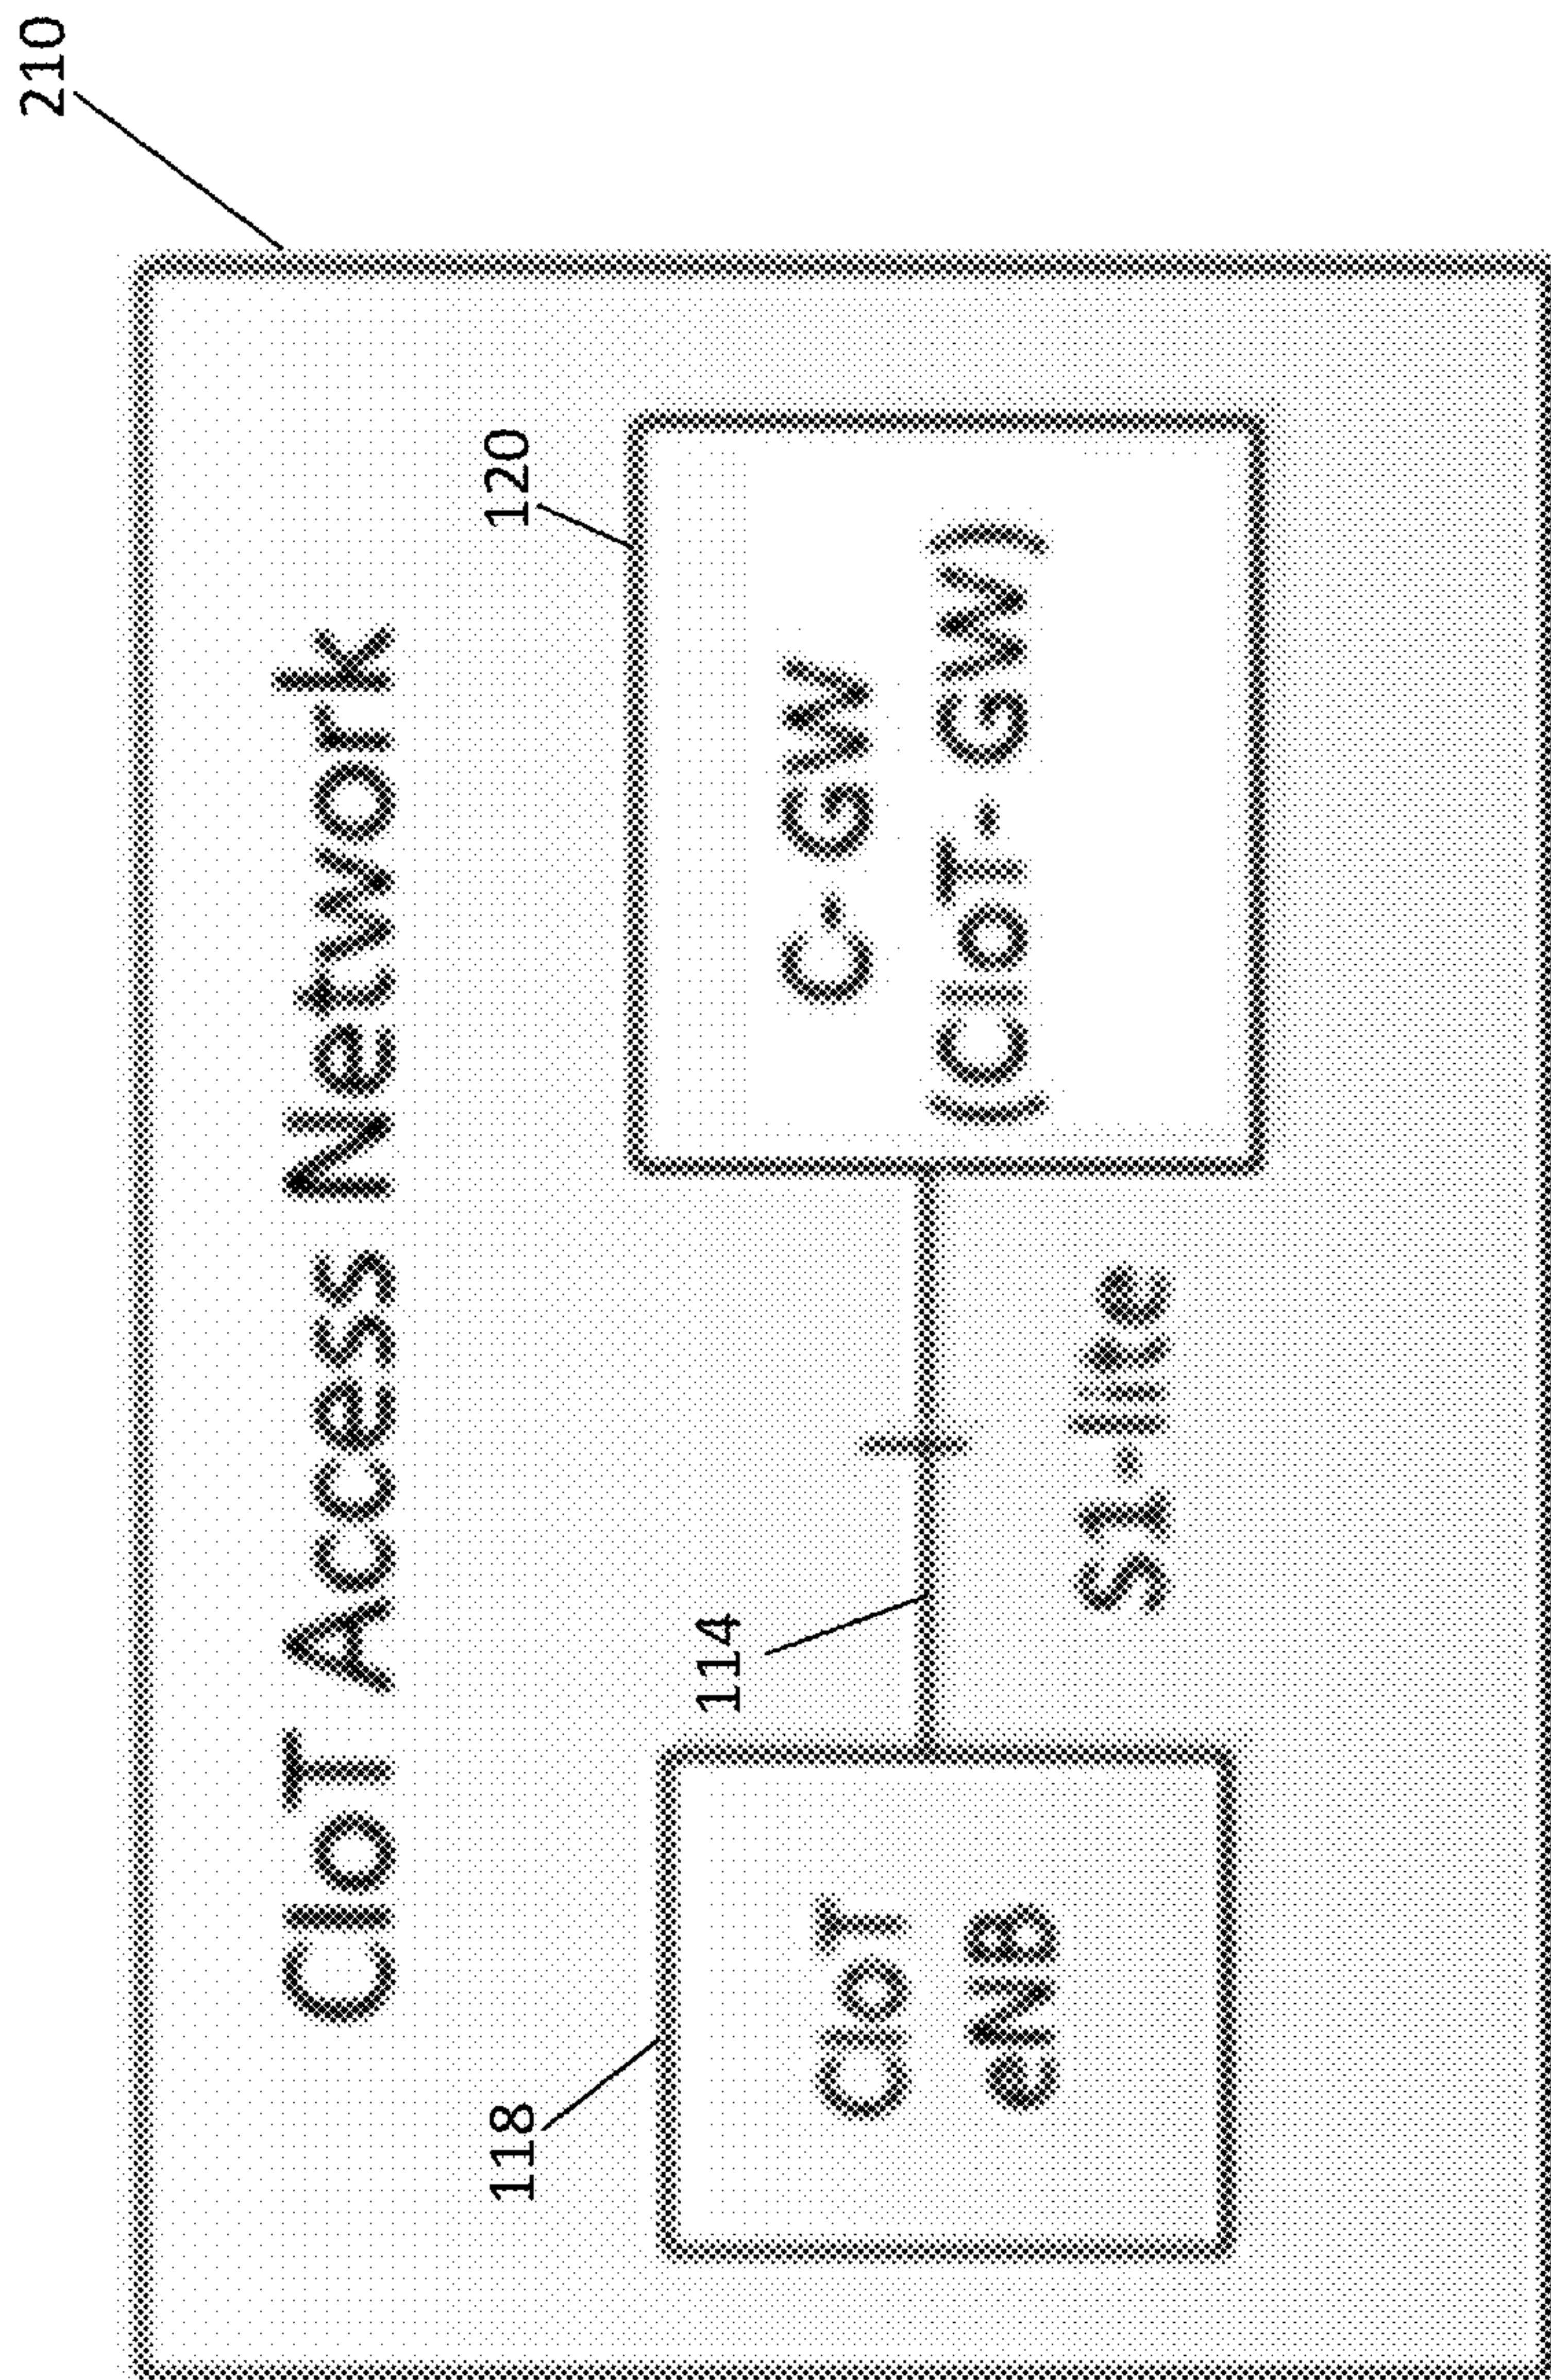 210
CIoT Access Network
118
120
114
CIoT
eNB
S1-lite
C- GW
(CIoT- GW)